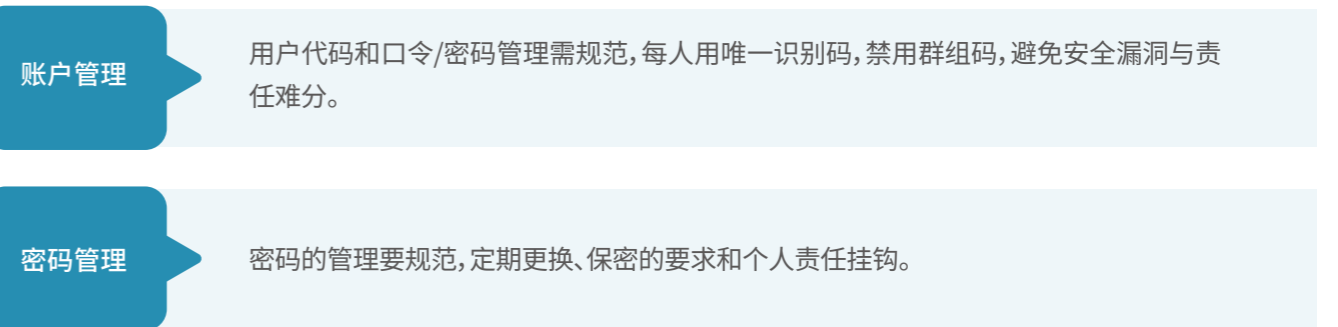 账户管理
用户代码和口令/密码管理需规范,每人用唯一识别码,禁用群组码,避免安全漏洞与责
任难分。
密码管理
密码的管理要规范,定期更换、保密的要求和个人责任挂钩。